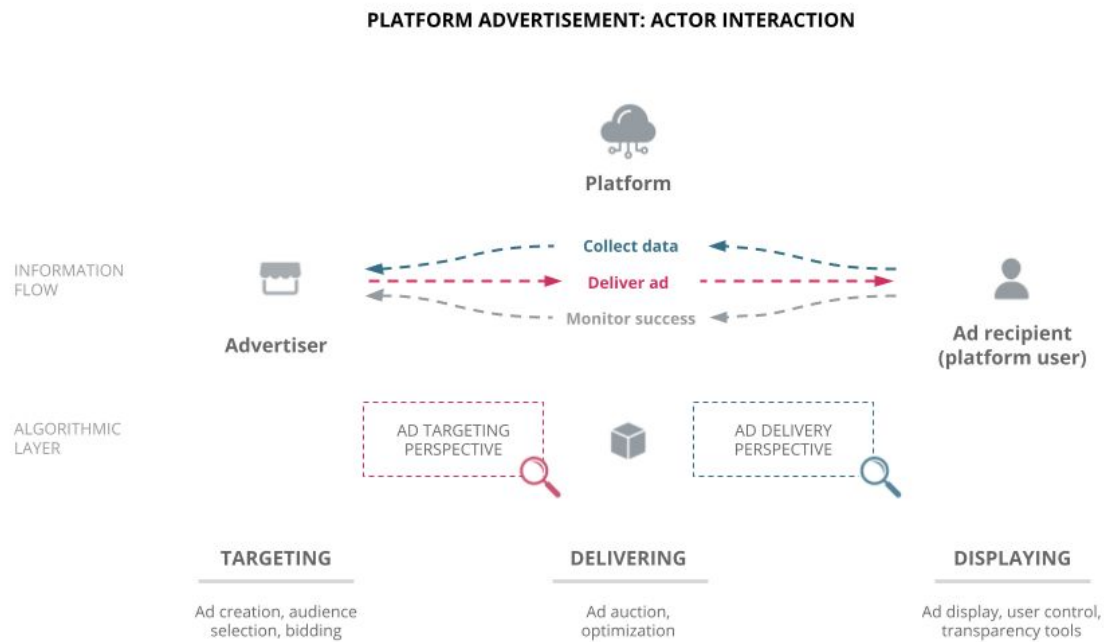 PLATFORM ADVERTISEMENT: ACTOR INTERACTION
Platform
Collect data
INFORMATION
FLOW
Deliver ad
Monitor success
Advertiser
Ad recipient
(platform user)
ALGORITHMIC
LAYER
AD TARGETING
PERSPECTIVE
AD DELIVERY
PERSPECTIVE
TARGETING
Ad creation, audience
selection, bidding
DELIVERING
Ad auction,
optimization
DISPLAYING
Ad display, user control,
transparency tools